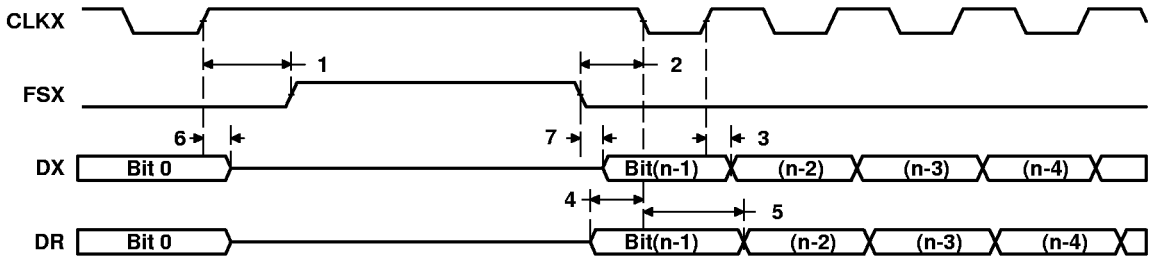 CLKX
1
2
FSX
6
7
3
DX
Bit 0
Bit(n-1)
(n-2)
(n-3)
(n-4)
4
5
DR
Bit 0
Bit(n-1)
(n-2)
(n-3)
(n-4)